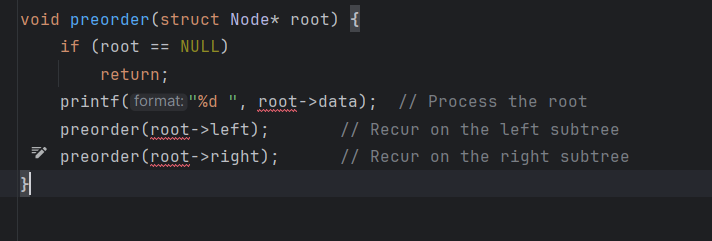 void preorder(struct Node* root) {
    if (root == NULL)
        return;
    printf( format: "%d ", root->data);  // Process the root
    preorder(root->left);       // Recur on the left subtree
    preorder(root->right);      // Recur on the right subtree
}